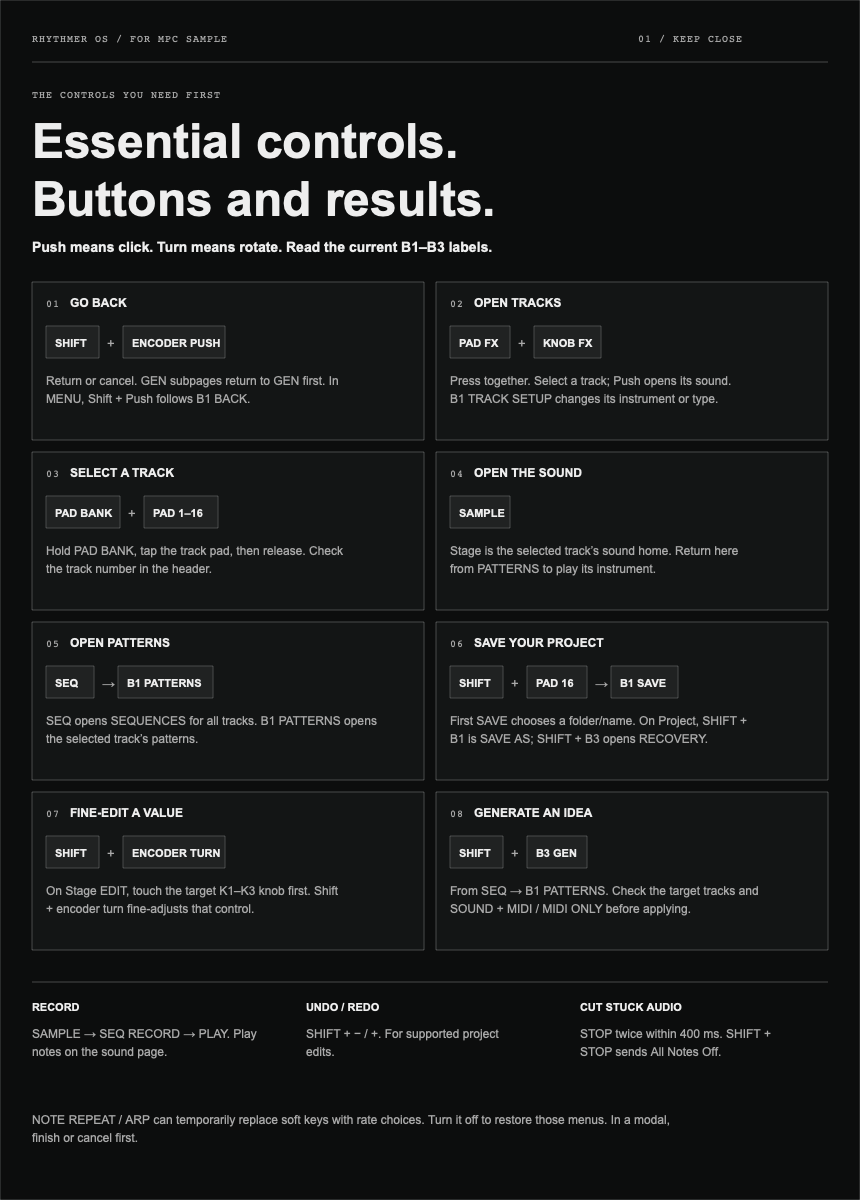 RHYTHMER OS / FOR MPC SAMPLE
01 / KEEP CLOSE
THE CONTROLS YOU NEED FIRST
Essential controls.
Buttons and results.
Push means click. Turn means rotate. Read the current B1–B3 labels.
01 GO BACK
SHIFT + ENCODER PUSH
Return or cancel. GEN subpages return to GEN first. In
MENU, Shift + Push follows B1 BACK.
02 OPEN TRACKS
PAD FX + KNOB FX
Press together. Select a track; Push opens its sound.
B1 TRACK SETUP changes its instrument or type.
03 SELECT A TRACK
PAD BANK + PAD 1–16
Hold PAD BANK, tap the track pad, then release. Check
the track number in the header.
04 OPEN THE SOUND
SAMPLE
Stage is the selected track’s sound home. Return here
from PATTERNS to play its instrument.
05 OPEN PATTERNS
SEQ → B1 PATTERNS
SEQ opens SEQUENCES for all tracks. B1 PATTERNS opens
the selected track’s patterns.
06 SAVE YOUR PROJECT
SHIFT + PAD 16 → B1 SAVE
First SAVE chooses a folder/name. On Project, SHIFT +
B1 is SAVE AS; SHIFT + B3 opens RECOVERY.
07 FINE-EDIT A VALUE
SHIFT + ENCODER TURN
On Stage EDIT, touch the target K1–K3 knob first. Shift
+ encoder turn fine-adjusts that control.
08 GENERATE AN IDEA
SHIFT + B3 GEN
From SEQ → B1 PATTERNS. Check the target tracks and
SOUND + MIDI / MIDI ONLY before applying.
RECORD
SAMPLE → SEQ RECORD → PLAY. Play
notes on the sound page.
UNDO / REDO
SHIFT + − / +. For supported project
edits.
CUT STUCK AUDIO
STOP twice within 400 ms. SHIFT +
STOP sends All Notes Off.
NOTE REPEAT / ARP can temporarily replace soft keys with rate choices. Turn it off to restore those menus. In a modal,
finish or cancel first.